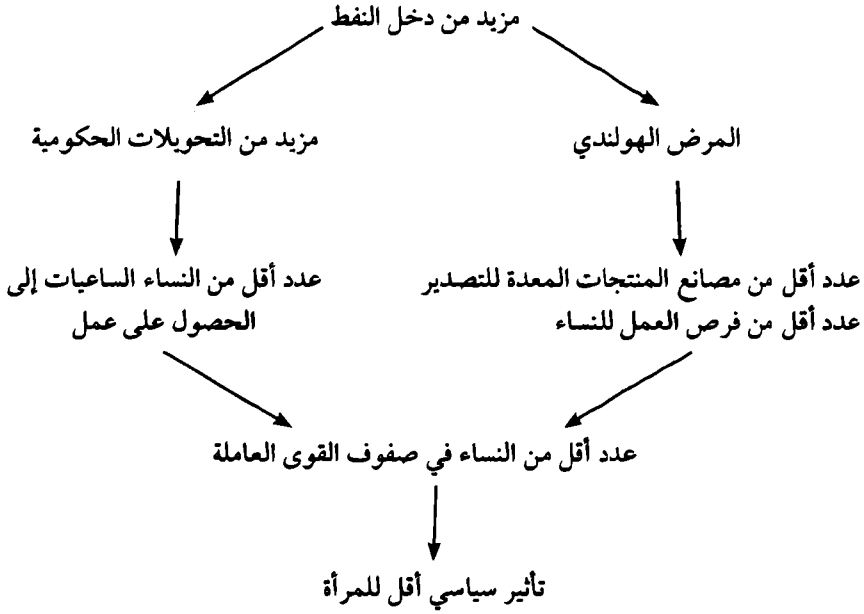 مزيد من دخل النفط
المرض الهولندي
مزيد من التحويلات الحكومية
عدد أقل من مصانع المنتجات المعدة للتصدير
عدد أقل من فرص العمل للنساء
عدد أقل من النساء الساعيات إلى
الحصول على عمل
عدد أقل من النساء في صفوف القوى العاملة
تأثير سياسي أقل للمرأة